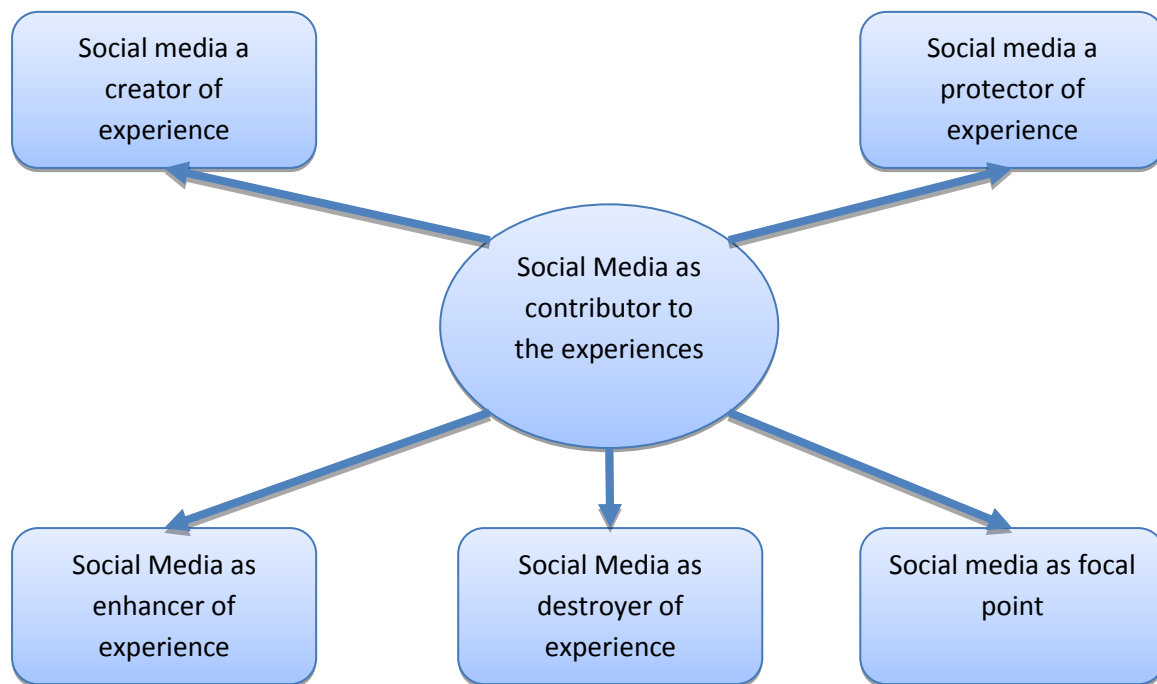 Social media a
creator of
experience
Social media a
protector of
experience
Social Media as
contributor to
the experiences
Social Media as
enhancer of
experience
Social Media as
destroyer of
experience
Social media as focal
point